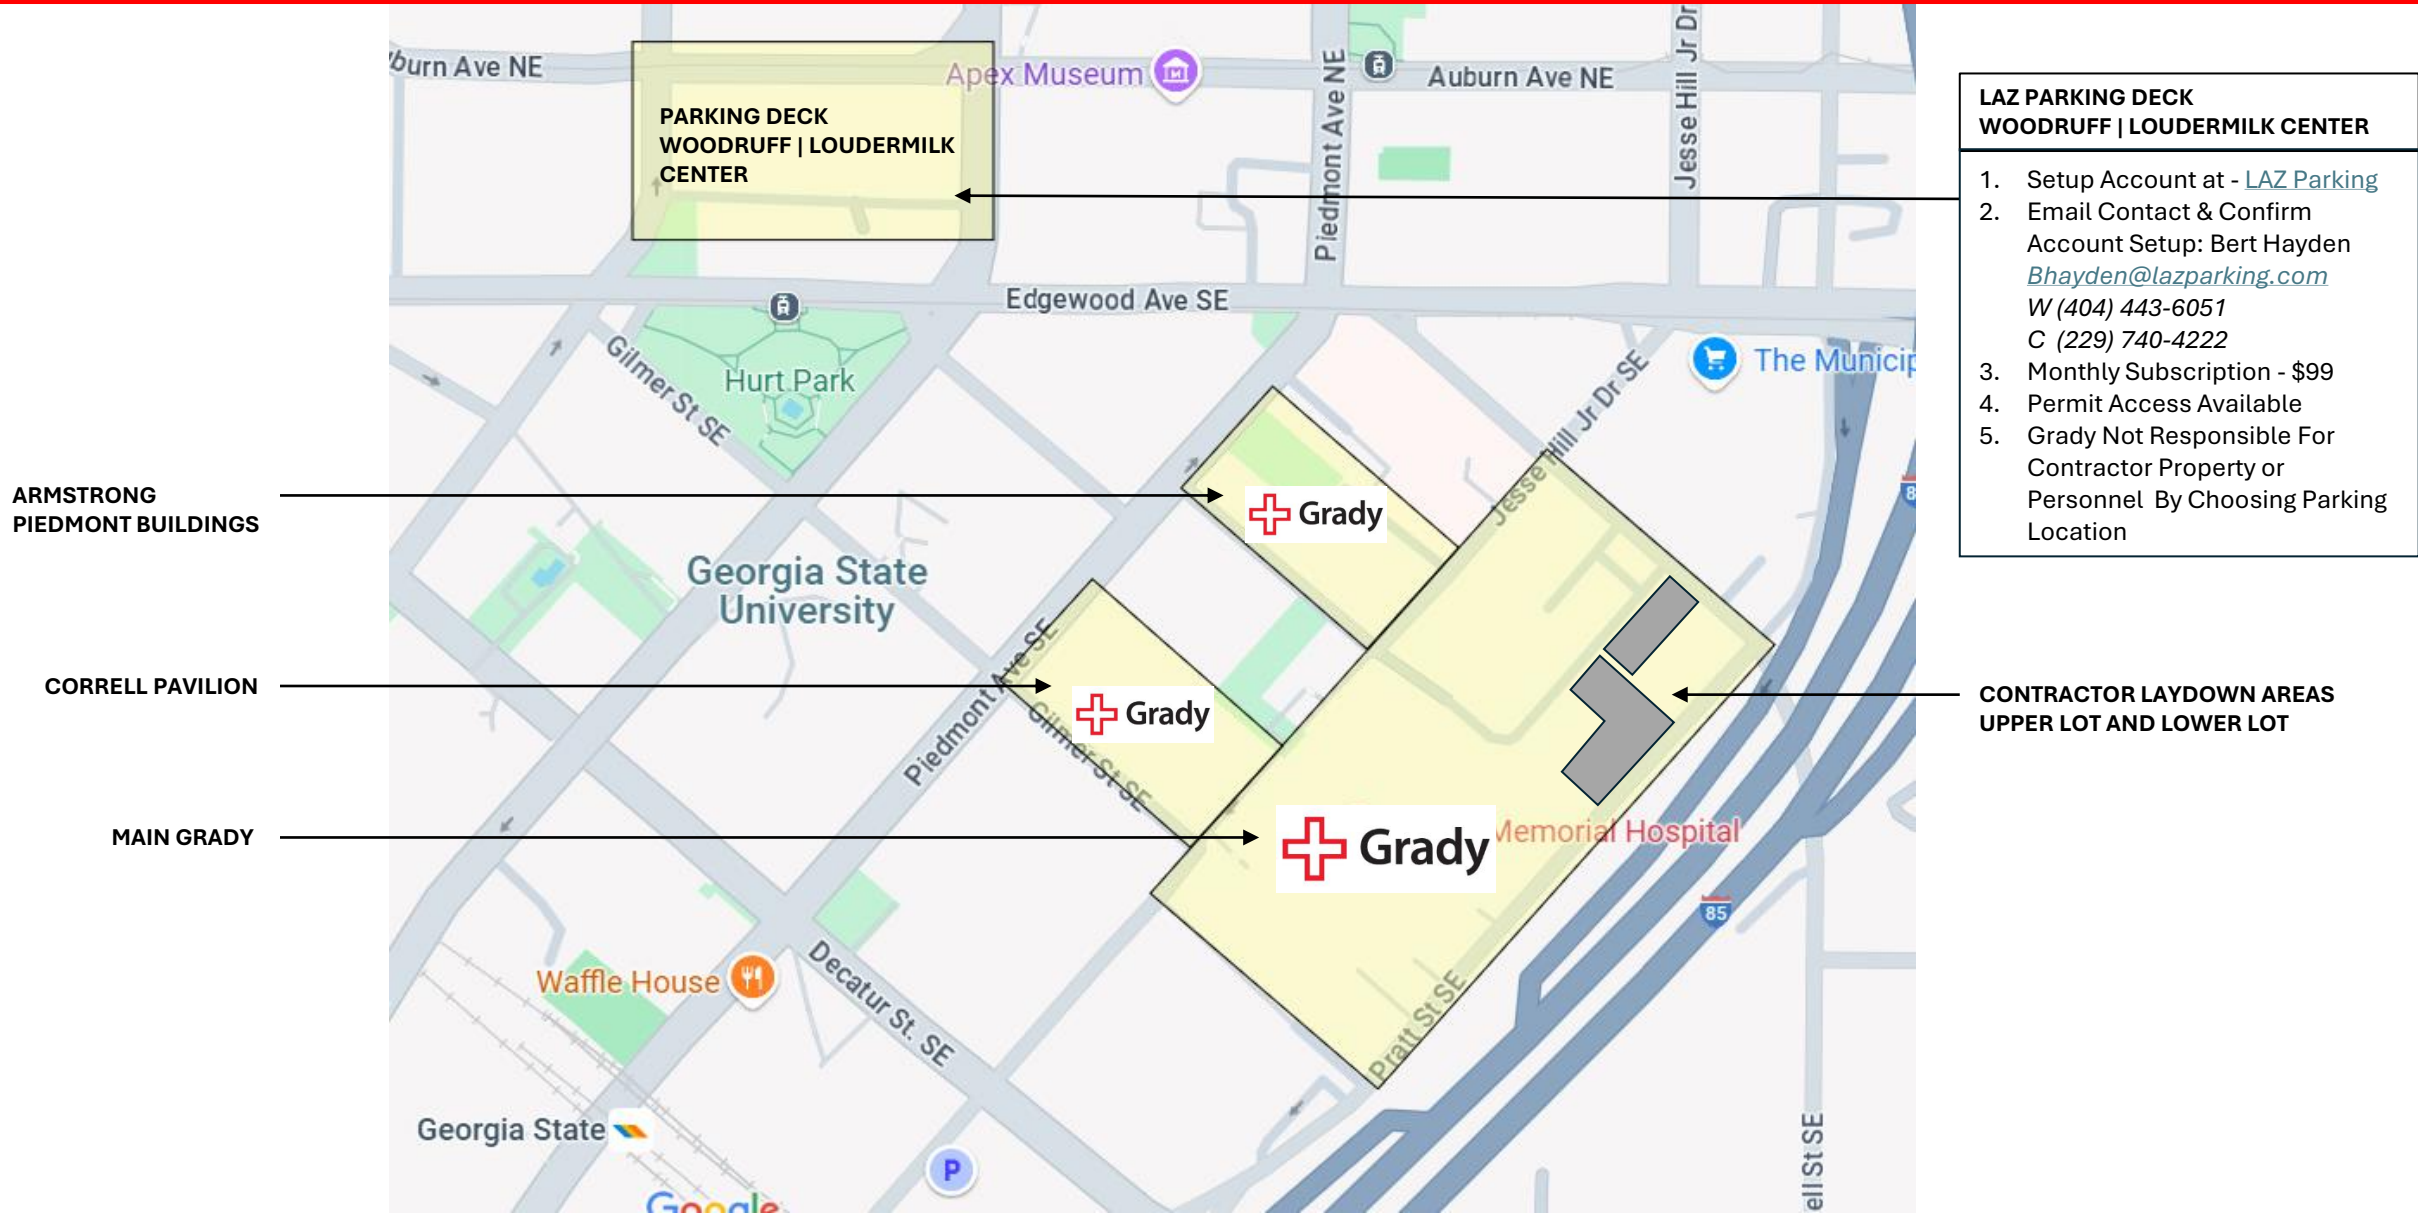 burn Ave NE
Apex Museum
Piedmont Ave NE
Auburn Ave NE
Jesse Hill Jr Dr
PARKING DECK
WOODRUFF | LOUDERMILK
CENTER
LAZ PARKING DECK
WOODRUFF | LOUDERMILK CENTER
1. Setup Account at - LAZ Parking
2. Email Contact & Confirm
Account Setup: Bert Hayden
Bhayden@lazparking.com
W (404) 443-6051
C (229) 740-4222
3. Monthly Subscription - $99
4. Permit Access Available
5. Grady Not Responsible For
Contractor Property or
Personnel By Choosing Parking
Location
Edgewood Ave SE
Gilmer St SE
Hurt Park
Jesse Hill Jr Dr SE
The Municip
ARMSTRONG
PIEDMONT BUILDINGS
Grady
8
Georgia State
University
CORRELL PAVILION
Piedmont Ave SE
Grady
Gilmer St SE
CONTRACTOR LAYDOWN AREAS
UPPER LOT AND LOWER LOT
MAIN GRADY
Grady
Memorial Hospital
85
Waffle House
Decatur St. SE
Pratt St SE
Georgia State
P
ell St SE
Google